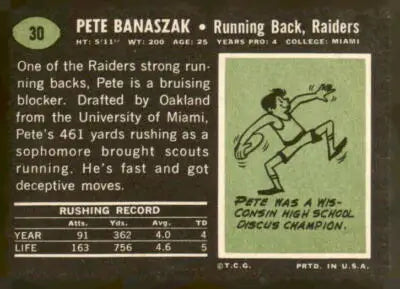 30
PETE BANASZAK • Running Back, Raiders
HT: 5'11" WT: 200 AGE: 25 YEARS PRO: 4 COLLEGE: MIAMI
One of the Raiders strong run-
ning backs, Pete is a bruising
blocker. Drafted by Oakland
from the University of Miami,
Pete's 461 yards rushing as a
sophomore brought scouts
running. He's fast and got
deceptive moves.
RUSHING RECORD
Atts. Yds. Avg. TD
YEAR 91 362 4.0 4
LIFE 163 756 4.6 5
PETE WAS A WIS-
CONSIN HIGH SCHOOL
DISCUS CHAMPION.
©T.C.G. PRTD. IN U.S.A.